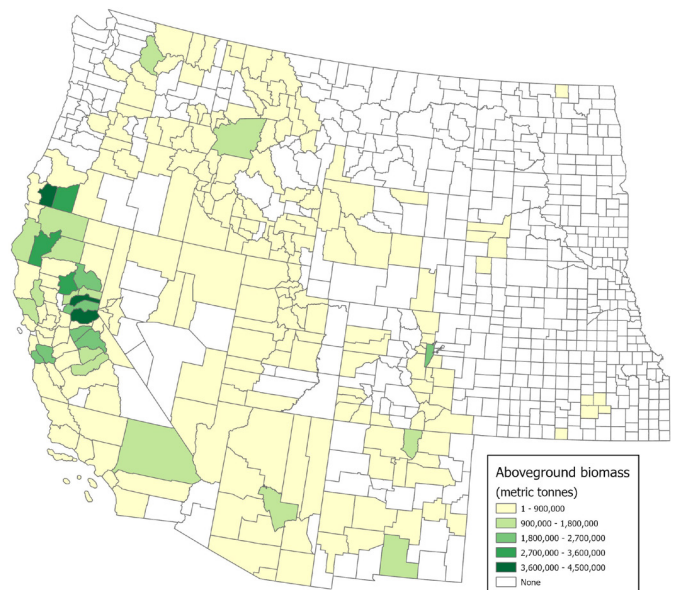 Aboveground biomass
(metric tonnes)
1 - 900,000
900,000 - 1,800,000
1,800,000 - 2,700,000
2,700,000 - 3,600,000
3,600,000 - 4,500,000
None